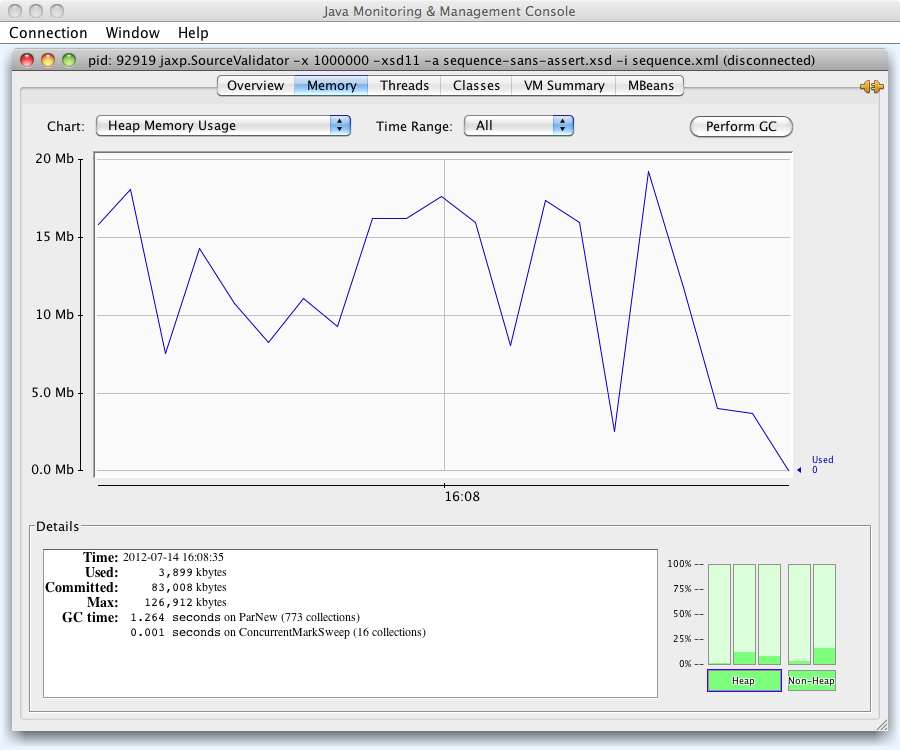 Java Monitoring & Management Console
Connection Window Help
pid: 92919 jaxp.SourceValidator -x 1000000 -xsd11 -a sequence-sans-assert.xsd -i sequence.xml (disconnected)
Overview Memory Threads Classes VM Summary MBeans
Chart: Heap Memory Usage Time Range: All Perform GC
20 Mb
15 Mb
10 Mb
5.0 Mb
0.0 Mb
Used
0
16:08
Details
Time: 2012-07-14 16:08:35
Used: 3,899 kbytes
Committed: 83,008 kbytes
Max: 126,912 kbytes
GC time: 1.264 seconds on ParNew (773 collections)
0.001 seconds on ConcurrentMarkSweep (16 collections)
100% --
75% --
50% --
25% --
0% --
Heap Non-Heap